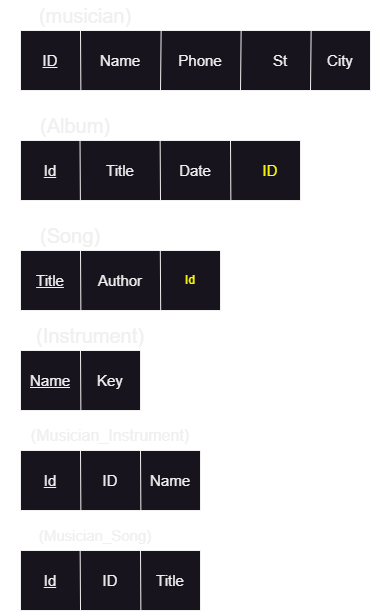 (musician)
ID Name Phone St City
(Album)
Id Title Date ID
(Song)
Title Author Id
(Instrument)
Name Key
(Musician_Instrument)
Id ID Name
(Musician_Song)
Id ID Title